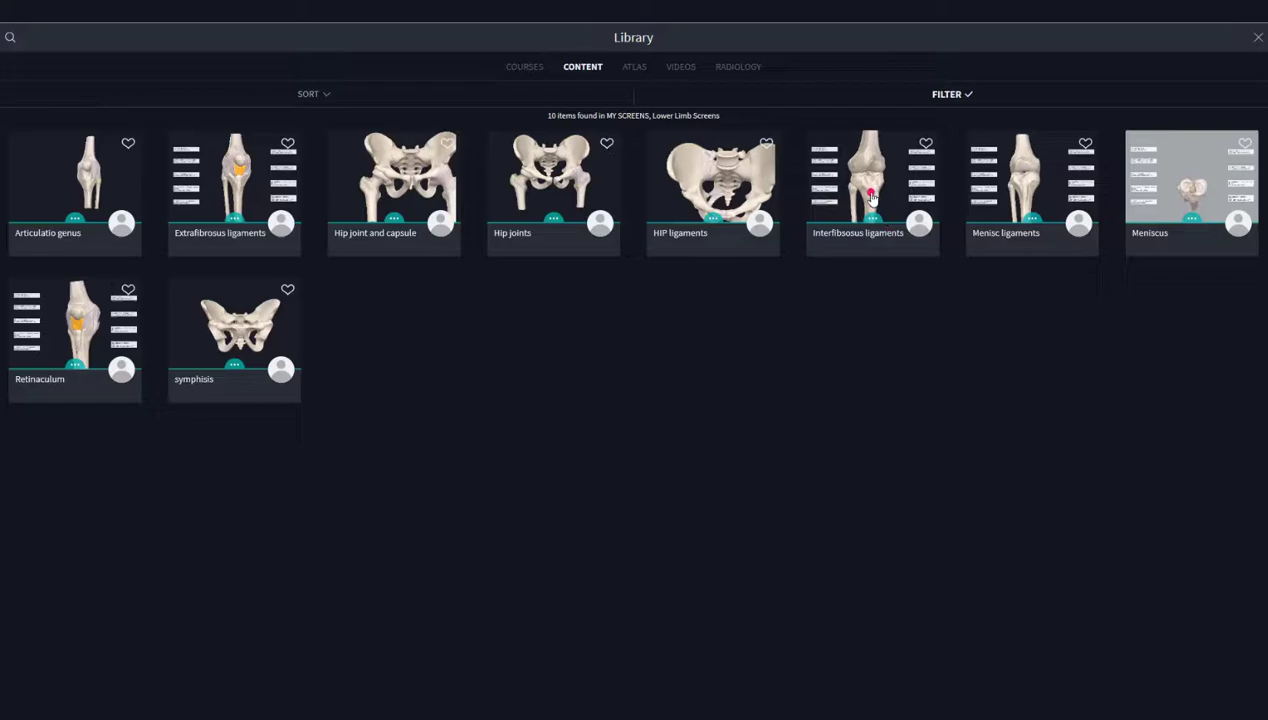 Library
COURSES CONTENT ATLAS VIDEOS RADIOLOGY
SORT FILTER
10 items found in MY SCREENS, Lower Limb Screens
Articulatio genus
Extrafibrosus ligaments
Hip joint and capsule
Hip joints
HIP ligaments
Interfibsosus ligaments
Menisc ligaments
Meniscus
Retinaculum
symphisis